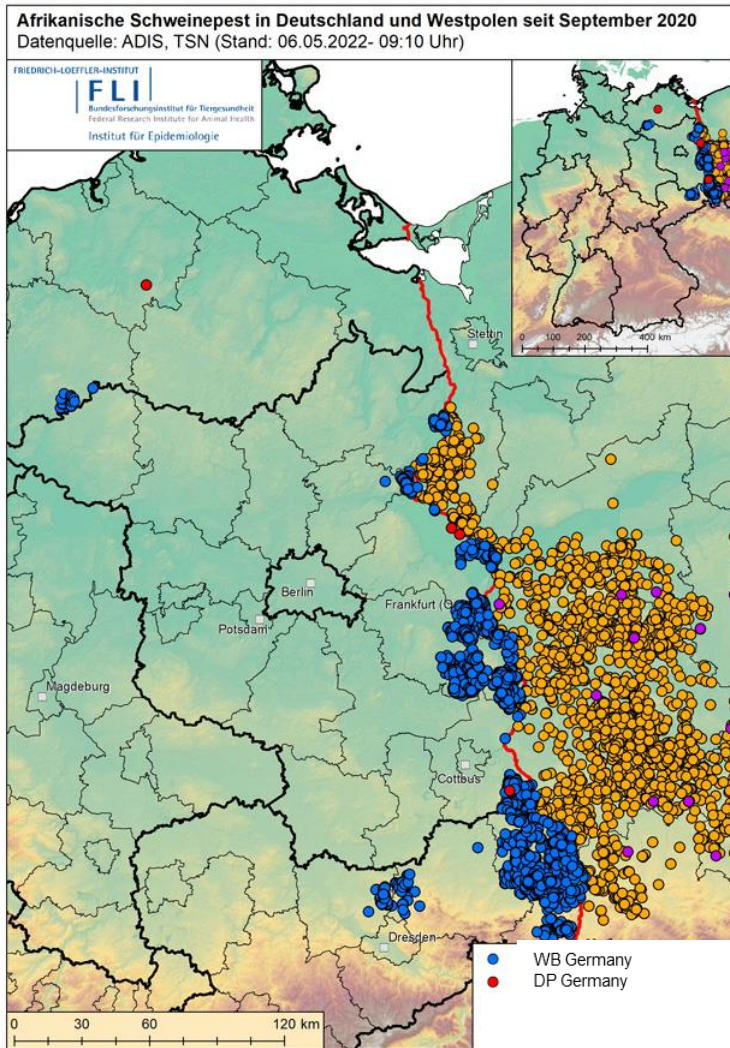 Afrikanische Schweinepest in Deutschland und Westpolen seit September 2020
Datenquelle: ADIS, TSN (Stand: 06.05.2022- 09:10 Uhr)
FRIEDRICH-LOEFFLER-INSTITUT
FLI
Bundesforschungsinstitut für Tiergesundheit
Federal Research Institute for Animal Health
Institut für Epidemiologie
0 100 200 400 km
Stettin
Berlin
Frankfurt (O
Potsdam
Magdeburg
Cottbus
Dresden
WB Germany
DP Germany
0 30 60 120 km